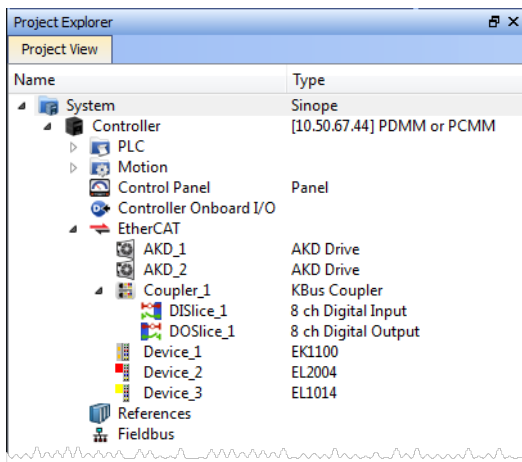 Project Explorer
Project View
Name Type
System Sinope
Controller [10.50.67.44] PDMM or PCMM
PLC
Motion
Control Panel Panel
Controller Onboard I/O
EtherCAT
AKD_1 AKD Drive
AKD_2 AKD Drive
Coupler_1 KBus Coupler
DISlice_1 8 ch Digital Input
DOSlice_1 8 ch Digital Output
Device_1 EK1100
Device_2 EL2004
Device_3 EL1014
References
Fieldbus